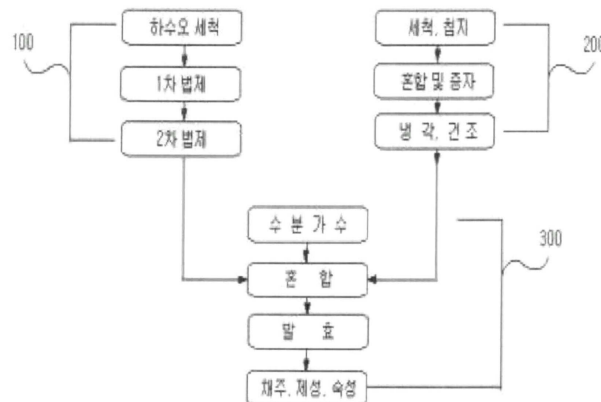 하수오 세척
1차 법제
2차 법제
100
세척, 침지
혼합 및 증자
냉 각, 건 조
200
수 분 가 수
혼 합
발 효
채주, 제성, 숙성
300